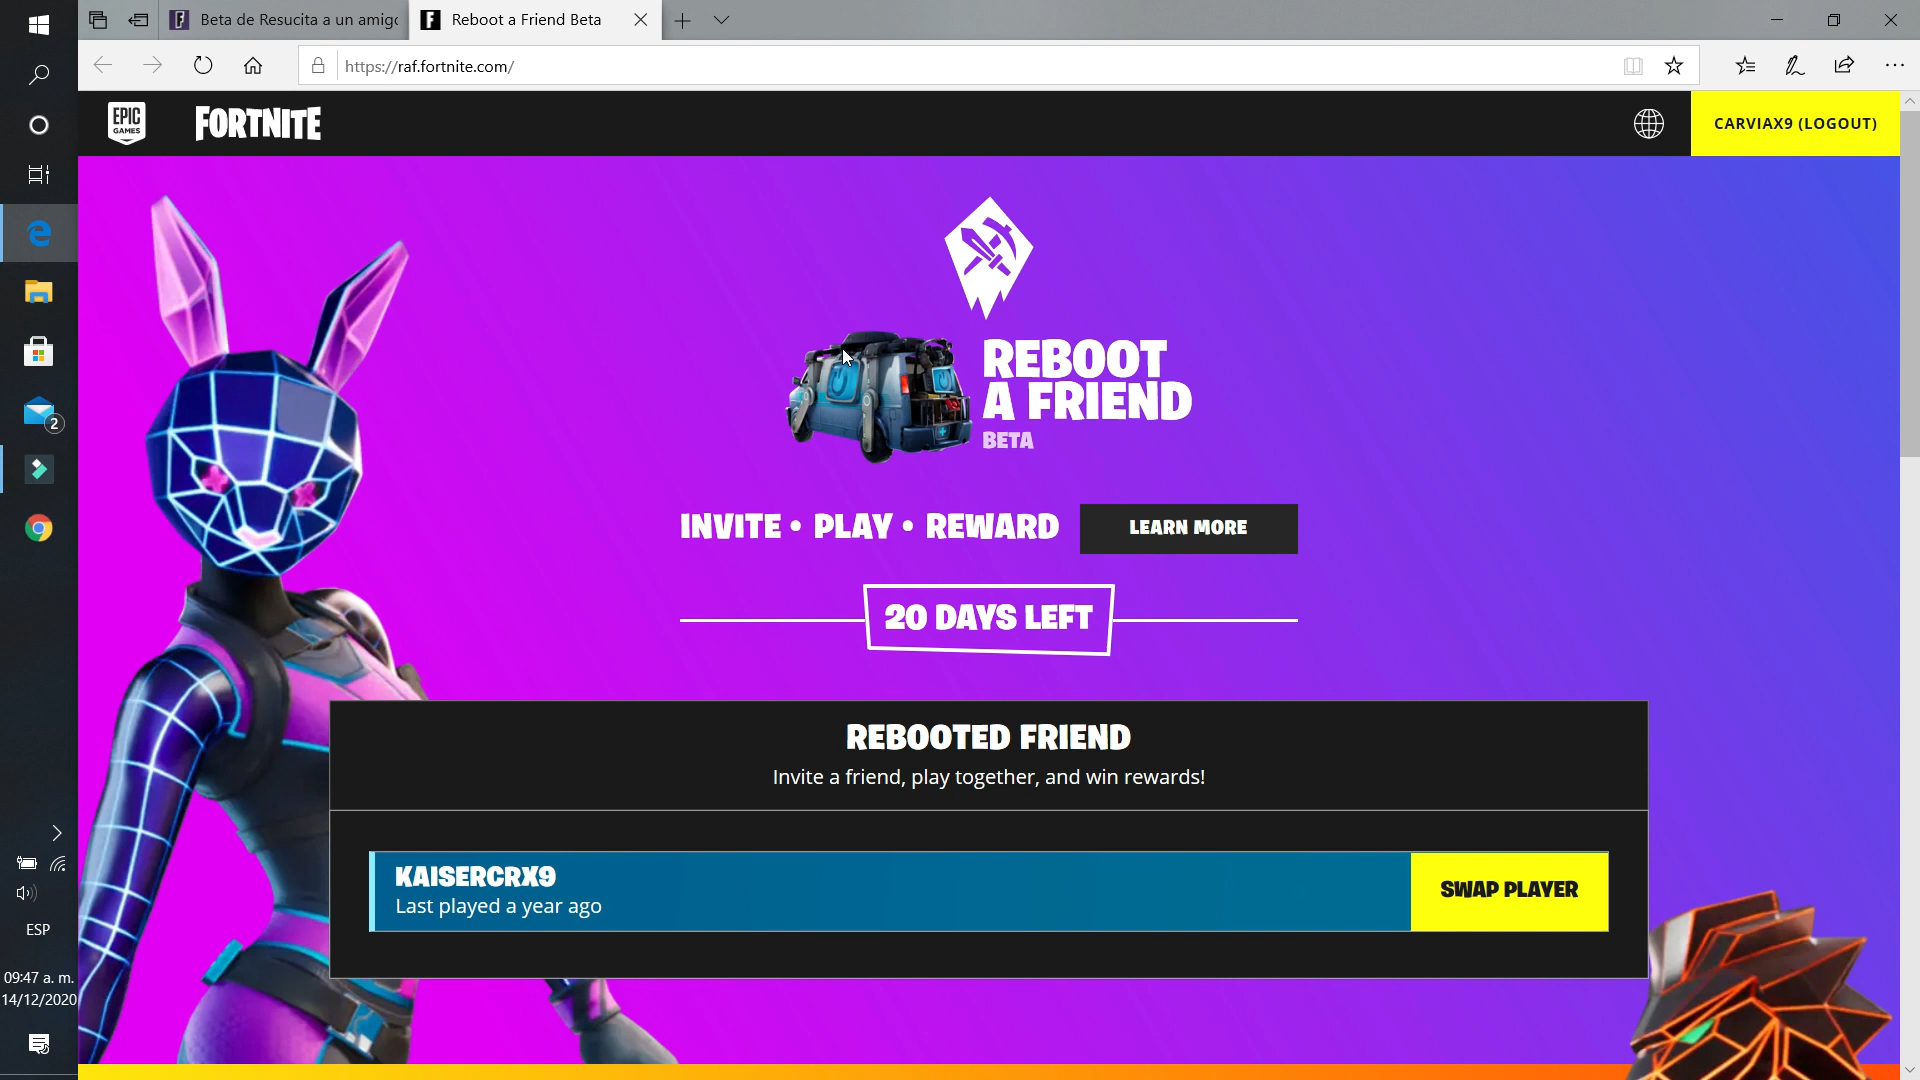 Beta de Resucita a un amigo
Reboot a Friend Beta
https://raf.fortnite.com/
EPIC
GAMES
FORTNITE
CARVIAX9 (LOGOUT)
REBOOT
A FRIEND
BETA
INVITE • PLAY • REWARD
LEARN MORE
20 DAYS LEFT
REBOOTED FRIEND
Invite a friend, play together, and win rewards!
KAISERCRX9
Last played a year ago
SWAP PLAYER
2
ESP
09:47 a. m.
14/12/2020